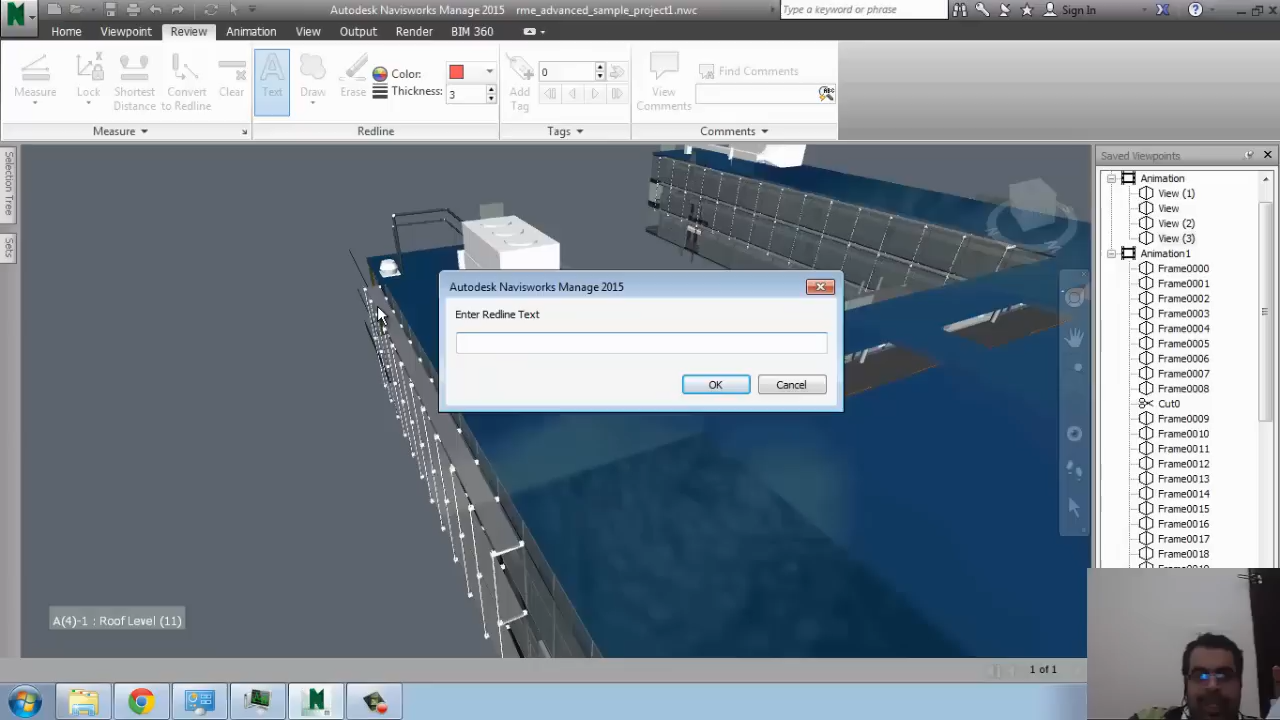 Autodesk Navisworks Manage 2015 rme_advanced_sample_project1.nwc
Type a keyword or phrase
Sign In
Home Viewpoint Review Animation View Output Render BIM 360
Measure
Lock
Shortest Distance
Convert to Redline
Clear
Text
Draw
Erase
Color:
Thickness: 3
Add Tag
0
View Comments
Find Comments
Measure
Redline
Tags
Comments
Selection Tree
Sets
Saved Viewpoints
Animation
View (1)
View
View (2)
View (3)
Animation1
Frame0000
Frame0001
Frame0002
Frame0003
Frame0004
Frame0005
Frame0006
Frame0007
Frame0008
Cut0
Frame0009
Frame0010
Frame0011
Frame0012
Frame0013
Frame0014
Frame0015
Frame0016
Frame0017
Frame0018
Autodesk Navisworks Manage 2015
Enter Redline Text
OK
Cancel
A(4)-1 : Roof Level (11)
1 of 1